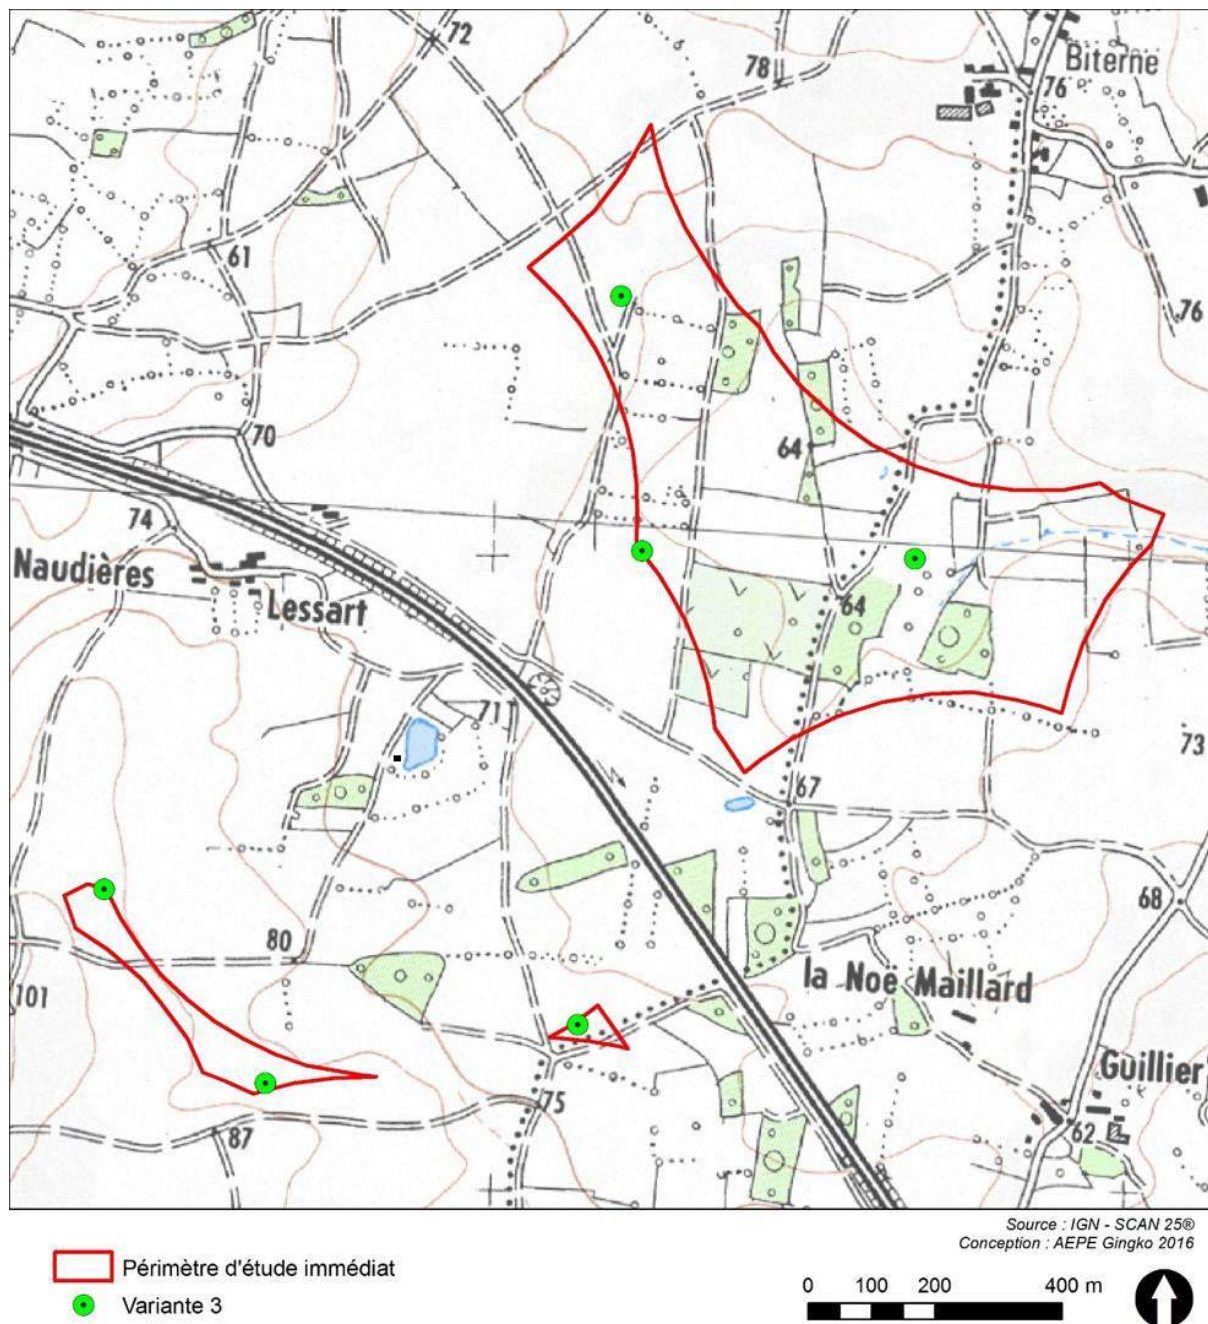 72
78
Biterne
76
61
76
70
64
74
Naudières
Lessart
64
71
73
67
80
68
101
la Noë Maillard
Guillier
75
87
62
Source : IGN - SCAN 25®
Conception : AEPE Gingko 2016
Périmètre d'étude immédiat
Variante 3
0 100 200 400 m